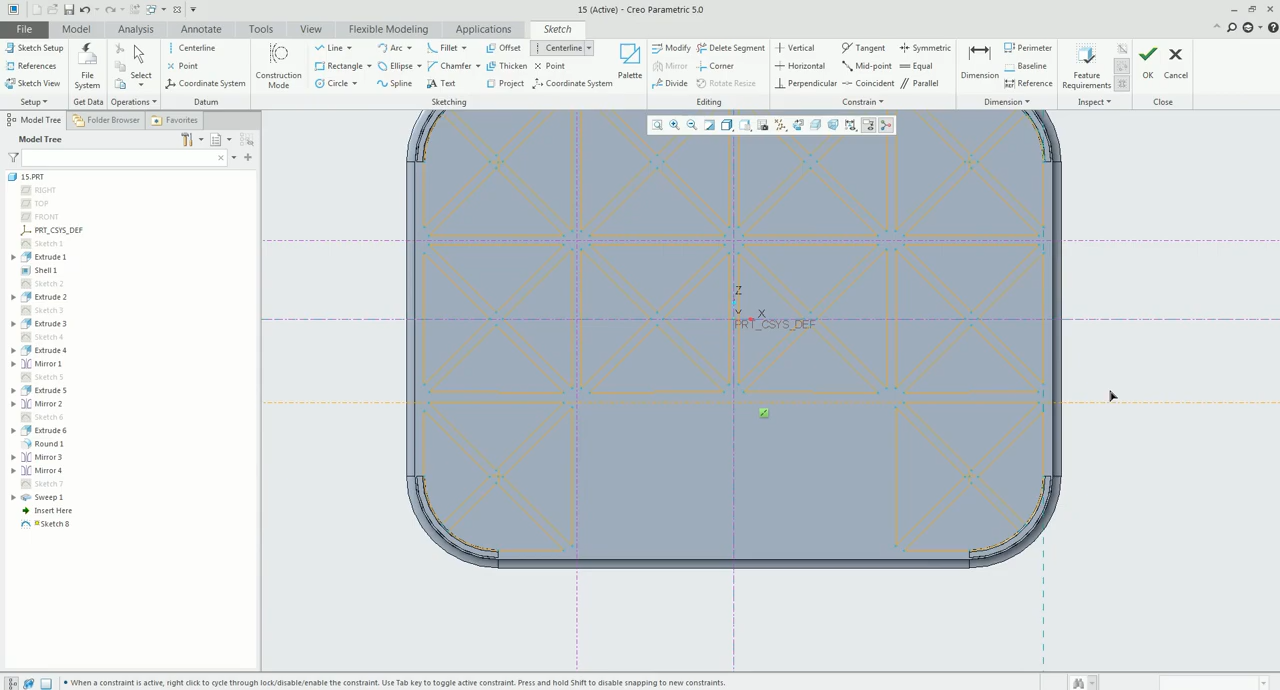 15 (Active) - Creo Parametric 5.0
File Model Analysis Annotate Tools View Flexible Modeling Applications Sketch
Sketch Setup
References
Sketch View
Setup
File System
Get Data
Select
Operations
Centerline
Point
Coordinate System
Datum
Construction Mode
Line Arc Fillet Offset Centerline
Rectangle Ellipse Chamfer Thicken Point
Circle Spline Text Project Coordinate System
Palette
Sketching
Modify Delete Segment
Mirror Corner
Divide Rotate Resize
Editing
Vertical Tangent Symmetric
Horizontal Mid-point Equal
Perpendicular Coincident Parallel
Constrain
Dimension
Perimeter
Baseline
Reference
Dimension
Feature Requirements
Inspect
OK
Cancel
Close
Model Tree Folder Browser Favorites
Model Tree
15.PRT
RIGHT
TOP
FRONT
PRT_CSYS_DEF
Sketch 1
Extrude 1
Shell 1
Sketch 2
Extrude 2
Sketch 3
Extrude 3
Sketch 4
Extrude 4
Mirror 1
Sketch 5
Extrude 5
Mirror 2
Sketch 6
Extrude 6
Round 1
Mirror 3
Mirror 4
Sketch 7
Sweep 1
Insert Here
Sketch 8
Z
Y X
PRT_CSYS_DEF
• When a constraint is active, right click to cycle through lock/disable/enable the constraint. Use Tab key to toggle active constraint. Press and hold Shift to disable snapping to new constraints.